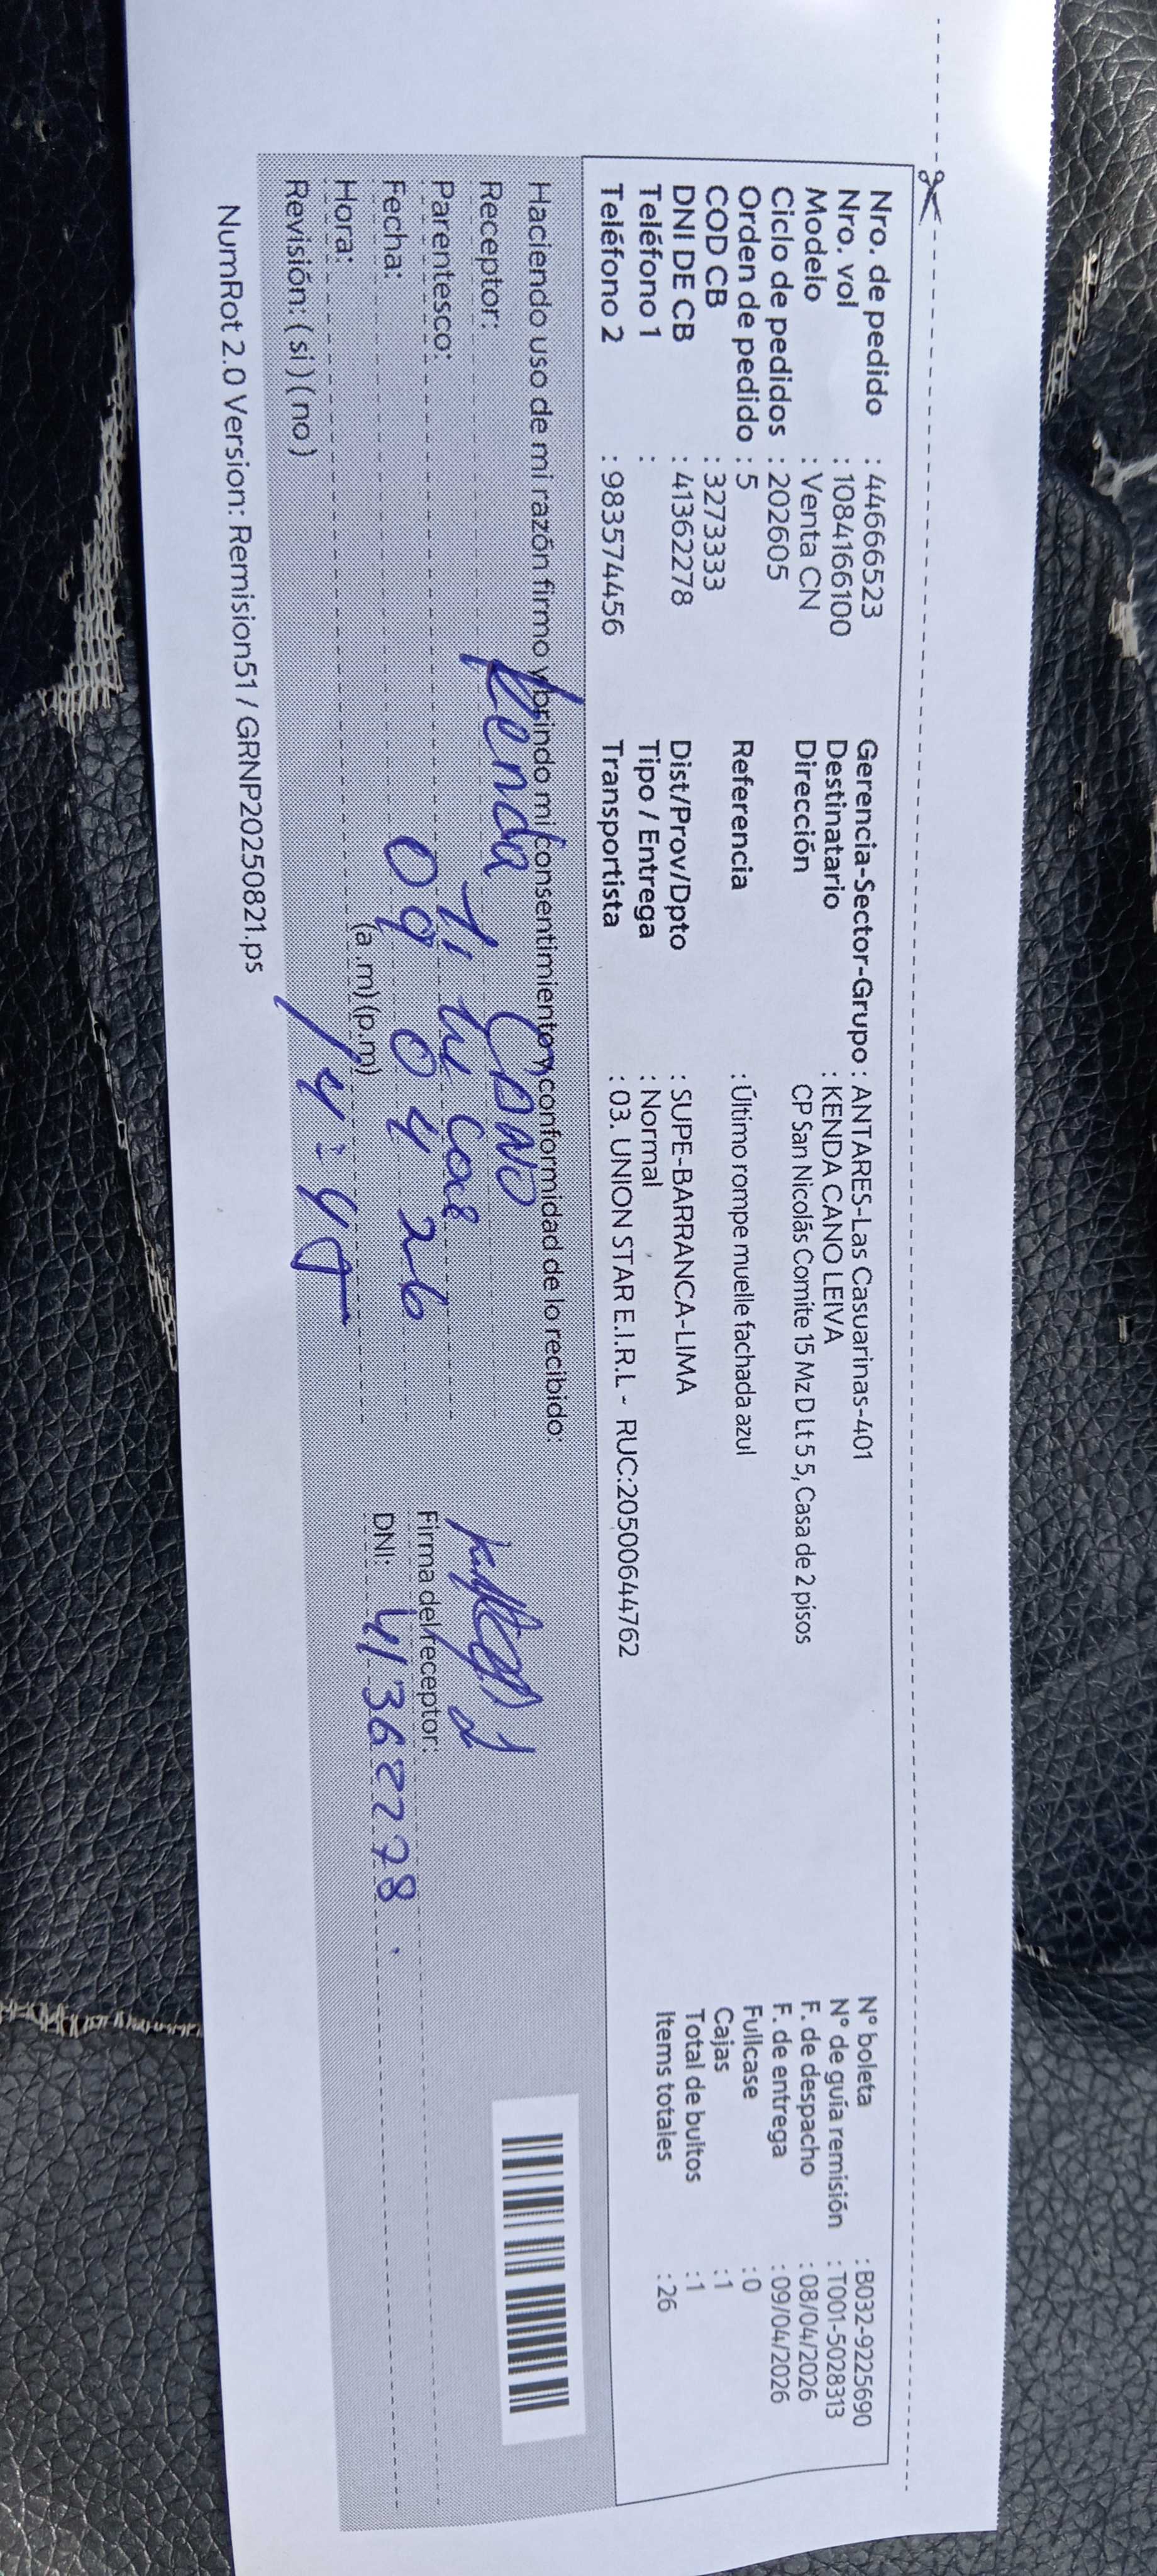 Nro. de pedido : 44666523
Nro. vol : 1084166100
Modelo : Venta CN
Ciclo de pedidos : 202605
Orden de pedido : 5
COD CB : 3273333
DNI DE CB : 41362278
Teléfono 1 :
Teléfono 2 : 983574456
Gerencia-Sector-Grupo : ANTARES-Las Casuarinas-401
Destinatario : KENDA CANO LEIVA
Dirección CP San Nicolás Comite 15 Mz D Lt 5 5, Casa de 2 pisos
Referencia : Último rompe muelle fachada azul
Dist/Prov/Dpto : SUPE-BARRANCA-LIMA
Tipo / Entrega : Normal
Transportista : 03. UNION STAR E.I.R.L - RUC:20500644762
N° boleta : B032-9225690
N° de guía remisión : T001-5028313
F. de despacho : 08/04/2026
F. de entrega : 09/04/2026
Fullcase : 0
Cajas : 1
Total de bultos : 1
Items totales : 26
Haciendo uso de mi razón firmo y brindo mi consentimiento y conformidad de lo recibido:
Receptor: Kenda CANO
Parentesco:
Fecha: 09 04 26
Hora: (a.m) (p.m)
Revisión: ( si ) ( no ) 14:45
Firma del receptor:
DNI: 41362278.
NumRot 2.0 Version: Remision51 / GRNP20250821.ps